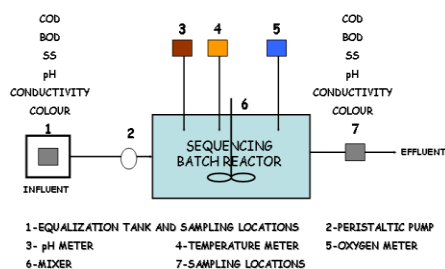 COD
BOD
SS
pH
CONDUCTIVITY
COLOUR
1
INFLUENT
2
3
4
5
6
SEQUENCING
BATCH REACTOR
COD
BOD
SS
pH
CONDUCTIVITY
COLOUR
7
EFFLUENT
1-EQUALIZATION TANK AND SAMPLING LOCATIONS 2-PERISTALTIC PUMP
3- pH METER 4-TEMPERATURE METER 5-OXYGEN METER
6-MIXER 7-SAMPLING LOCATIONS